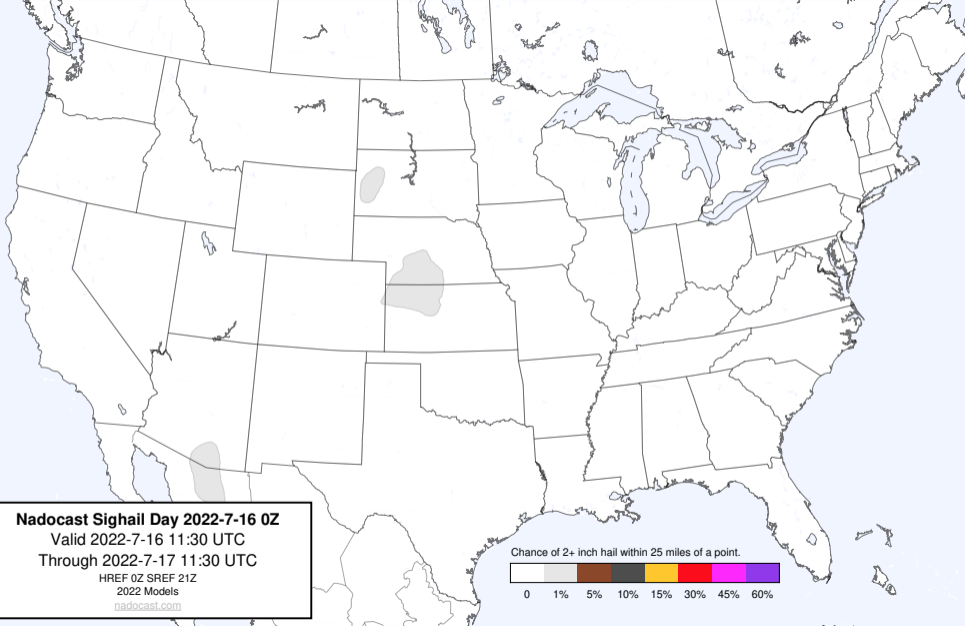 Nadocast Sighail Day 2022-7-16 0Z
Valid 2022-7-16 11:30 UTC
Through 2022-7-17 11:30 UTC
HREF 0Z SREF 21Z
2022 Models
nadocast.com
Chance of 2+ inch hail within 25 miles of a point.
0 1% 5% 10% 15% 30% 45% 60%